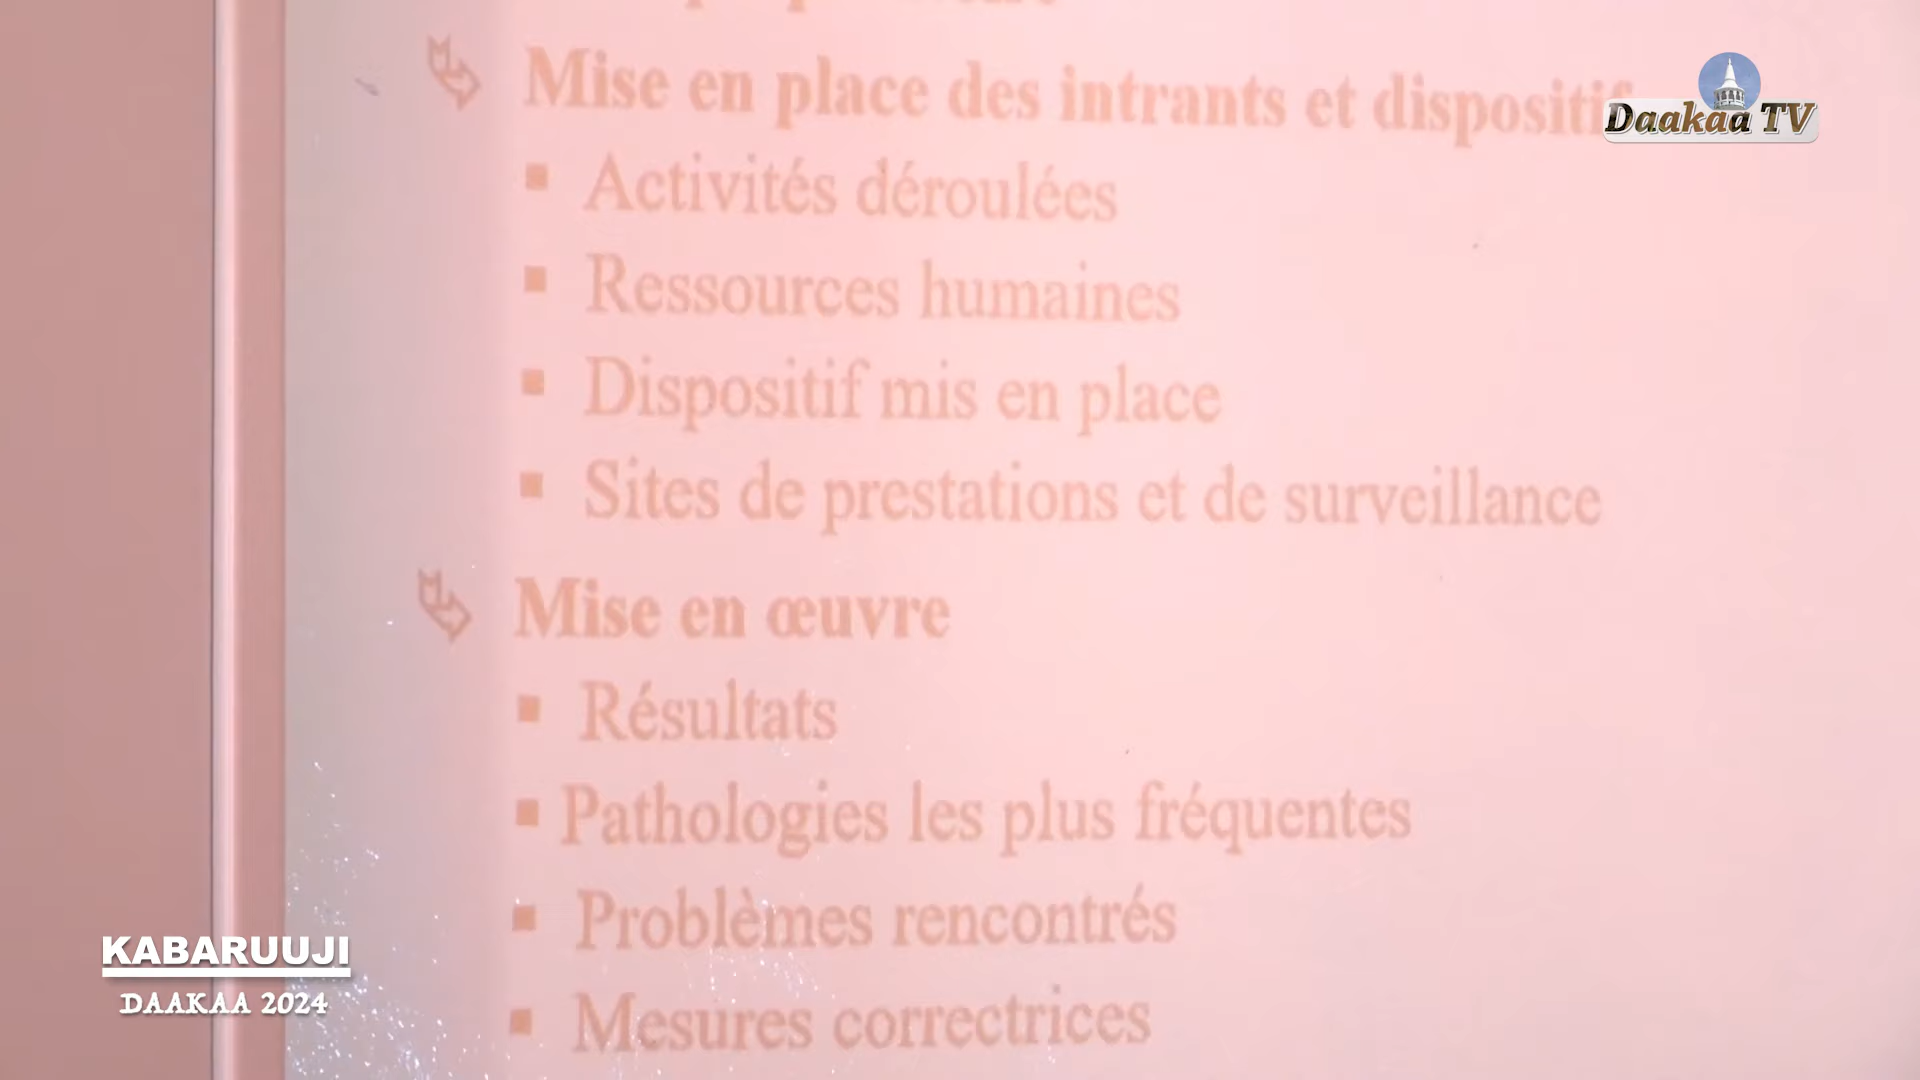 Mise en place des intrants et dispositif
Daakaa TV
Activités déroulées
Ressources humaines
Dispositif mis en place
Sites de prestations et de surveillance
Mise en œuvre
Résultats
Pathologies les plus fréquentes
Problèmes rencontrés
Mesures correctrices
KABARUUJI
DAAKAA 2024